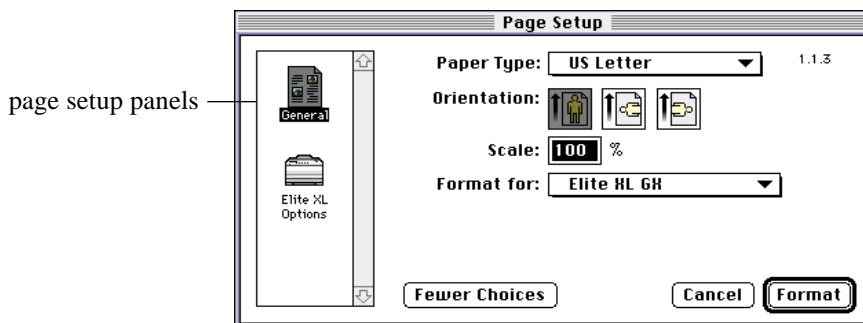 Page Setup
page setup panels
General
Elite XL
Options
Paper Type: US Letter
1.1.3
Orientation:
Scale: 100 %
Format for: Elite XL GX
Fewer Choices
Cancel
Format